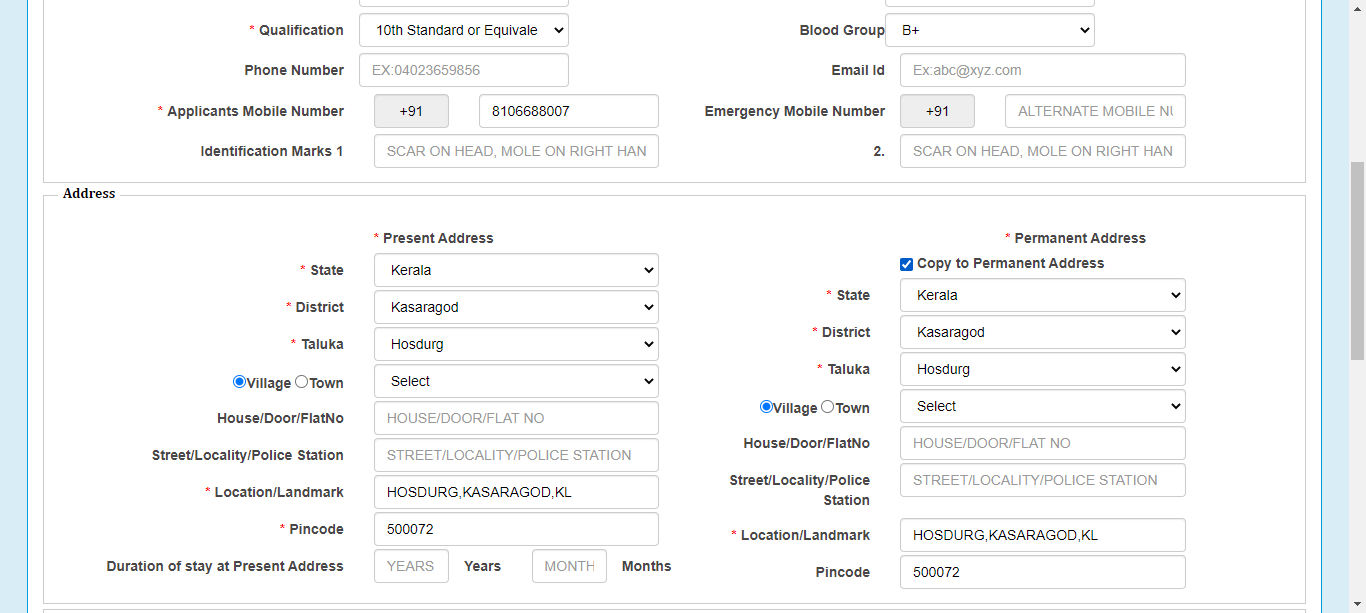 * Qualification 10th Standard or Equivale Blood Group B+
Phone Number EX:04023659856 Email Id Ex:abc@xyz.com
* Applicants Mobile Number +91 8106688007 Emergency Mobile Number +91 ALTERNATE MOBILE NU
Identification Marks 1 SCAR ON HEAD, MOLE ON RIGHT HAN 2. SCAR ON HEAD, MOLE ON RIGHT HAN
Address
* Present Address
* State Kerala
* District Kasaragod
* Taluka Hosdurg
Village Town Select
House/Door/FlatNo HOUSE/DOOR/FLAT NO
Street/Locality/Police Station STREET/LOCALITY/POLICE STATION
* Location/Landmark HOSDURG,KASARAGOD,KL
* Pincode 500072
Duration of stay at Present Address YEARS Years MONTH Months
* Permanent Address
Copy to Permanent Address
* State Kerala
* District Kasaragod
* Taluka Hosdurg
Village Town Select
House/Door/FlatNo HOUSE/DOOR/FLAT NO
Street/Locality/Police STREET/LOCALITY/POLICE STATION
Station
* Location/Landmark HOSDURG,KASARAGOD,KL
Pincode 500072